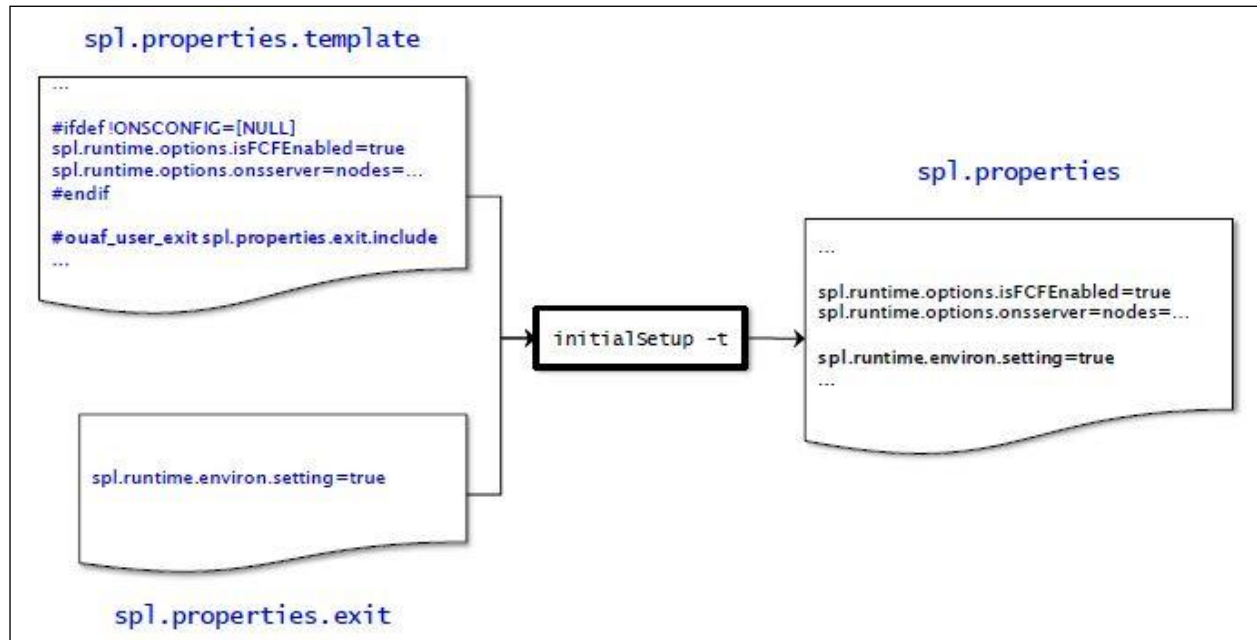 spl.properties.template
...
#ifdef !ONSCONFIG=[NULL]
spl.runtime.options.isFCFEnabled=true
spl.runtime.options.onsserver=nodes=...
#endif
#ouaf_user_exit spl.properties.exit.include
...
spl.runtime.environ.setting=true
spl.properties.exit
initialSetup -t
spl.properties
...
spl.runtime.options.isFCFEnabled=true
spl.runtime.options.onsserver=nodes=...
spl.runtime.environ.setting=true
...